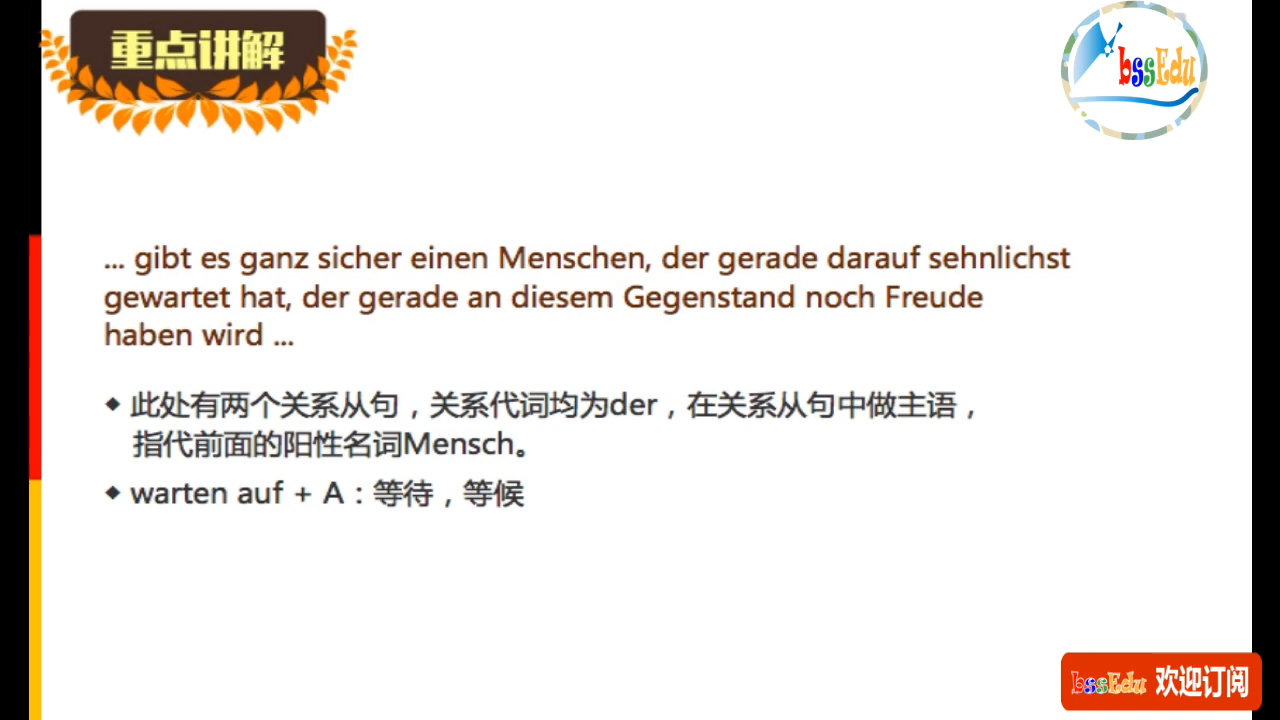 重点讲解
bssEdu
... gibt es ganz sicher einen Menschen, der gerade darauf sehnlichst
gewartet hat, der gerade an diesem Gegenstand noch Freude
haben wird ...
◆ 此处有两个关系从句，关系代词均为der，在关系从句中做主语，
指代前面的阳性名词Mensch。
◆ warten auf + A：等待，等候
bssEdu 欢迎订阅